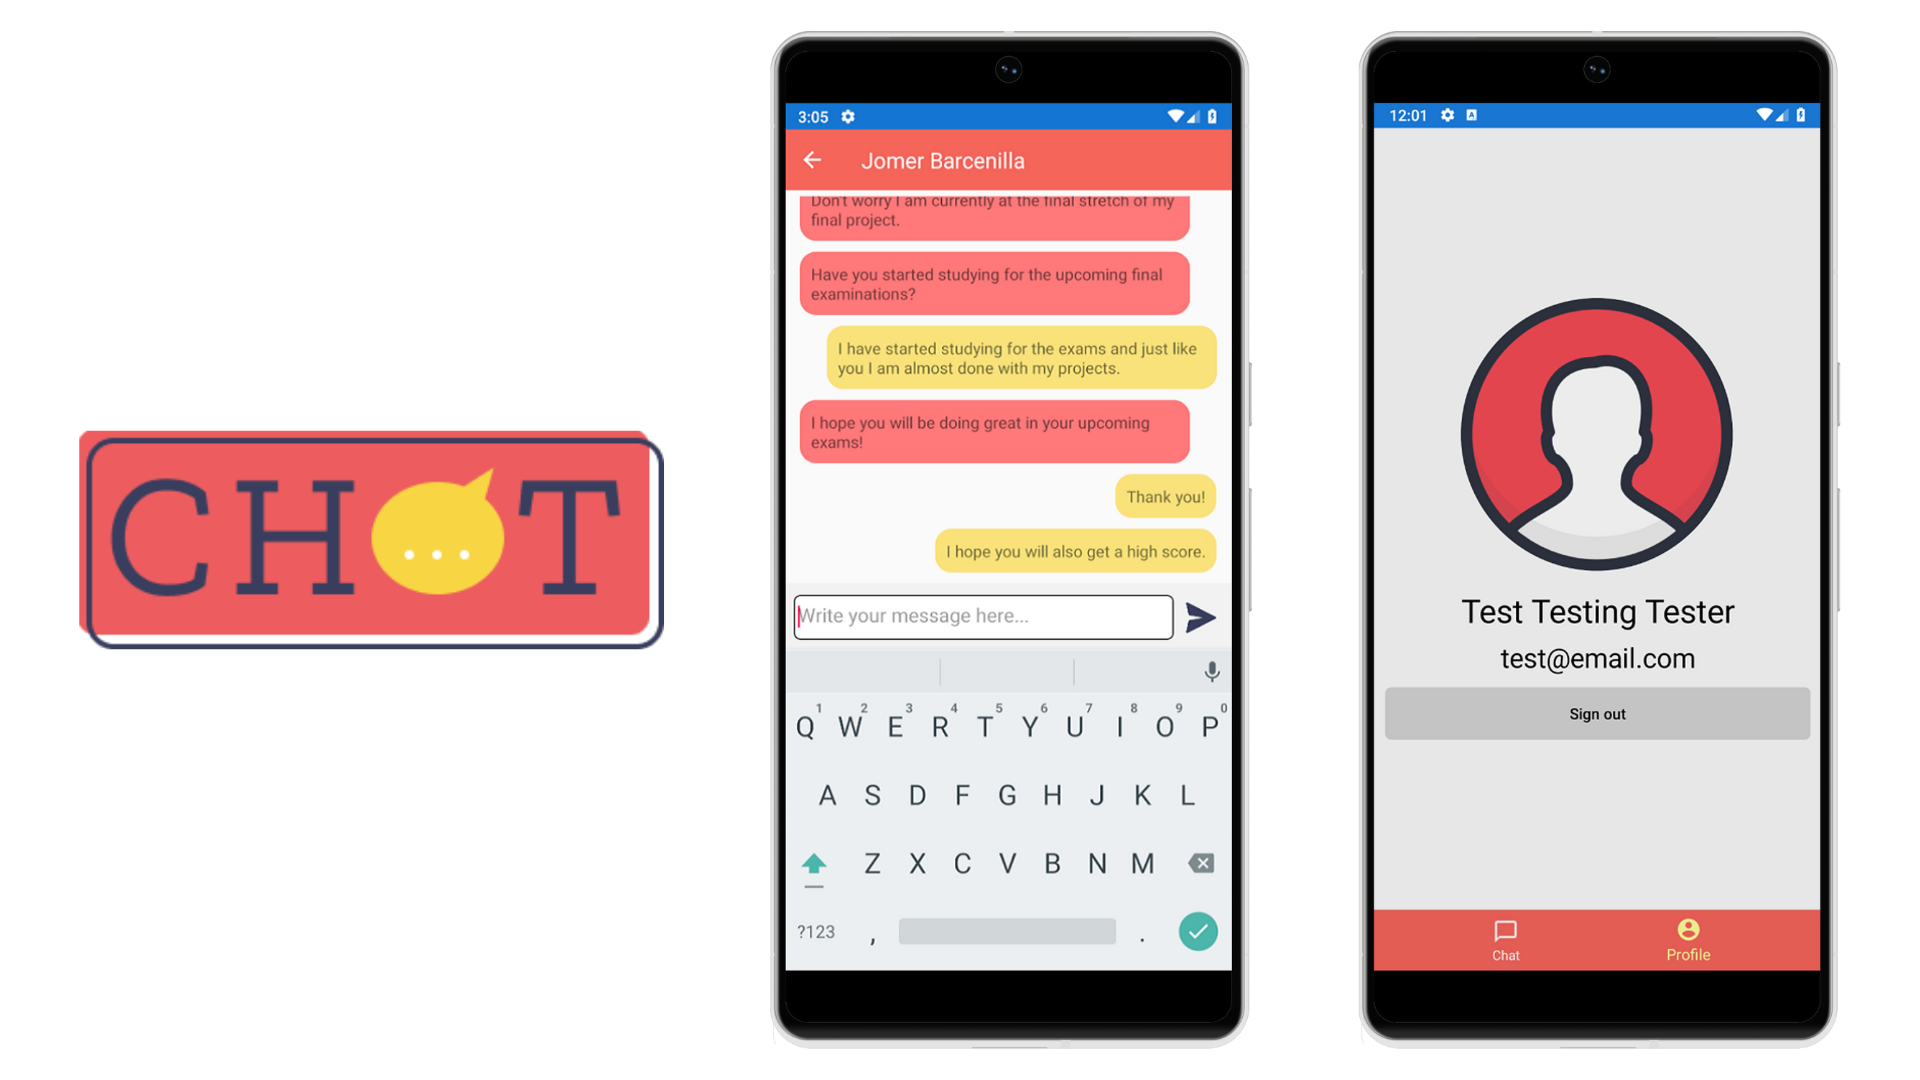 CH T
3:05
Jomer Barcenilla
Don't worry I am currently at the final stretch of my
final project.
Have you started studying for the upcoming final
examinations?
I have started studying for the exams and just like
you I am almost done with my projects.
I hope you will be doing great in your upcoming
exams!
Thank you!
I hope you will also get a high score.
Write your message here...
1 2 3 4 5 6 7 8 9 0
Q W E R T Y U I O P
A S D F G H J K L
Z X C V B N M
?123 , .
12:01 A
Test Testing Tester
test@email.com
Sign out
Chat Profile